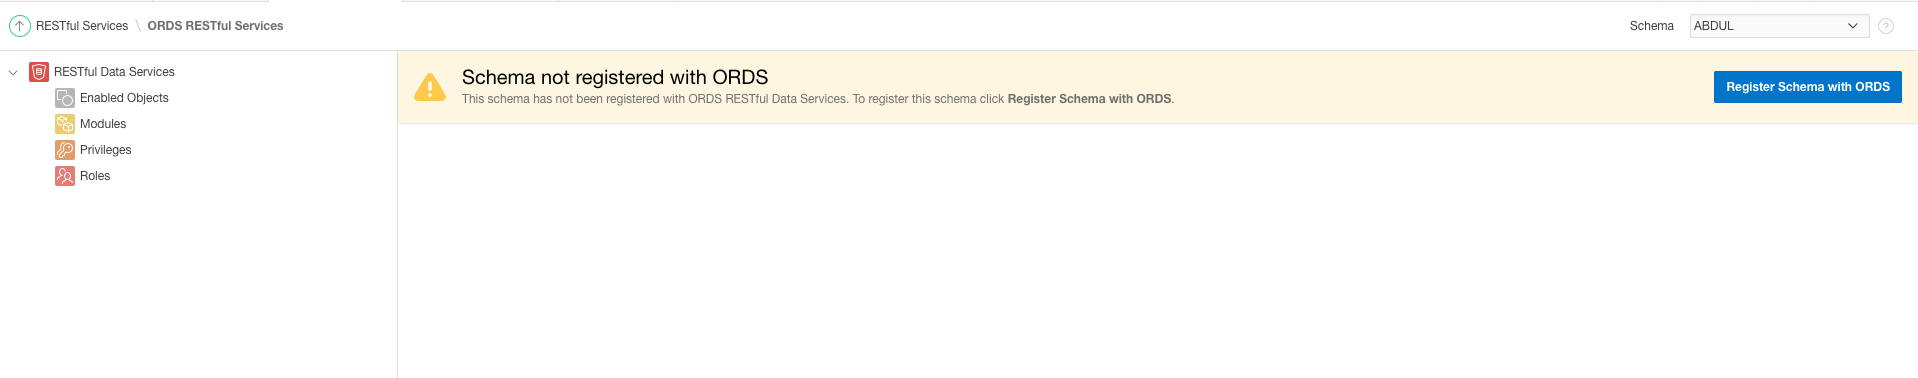 RESTful Services \ ORDS RESTful Services
Schema ABDUL
RESTful Data Services
Enabled Objects
Modules
Privileges
Roles
Schema not registered with ORDS
This schema has not been registered with ORDS RESTful Data Services. To register this schema click Register Schema with ORDS.
Register Schema with ORDS